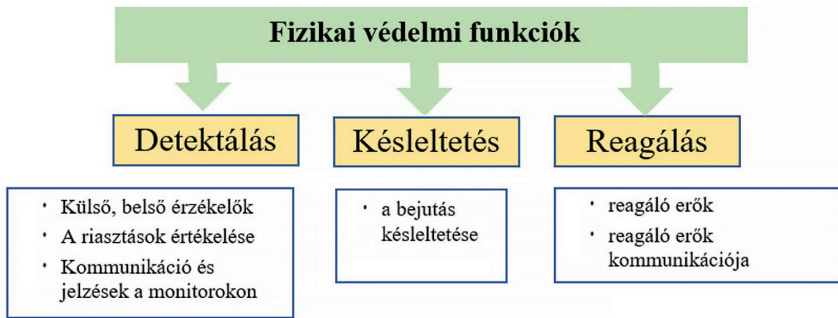 Fizikai védelmi funkciók
Detektálás
Késleltetés
Reagálás
· Külső, belső érzékelők
· A riasztások értékelése
· Kommunikáció és
jelzések a monitorokon
· a bejutás
késleltetése
· reagáló erők
· reagáló erők
kommunikációja